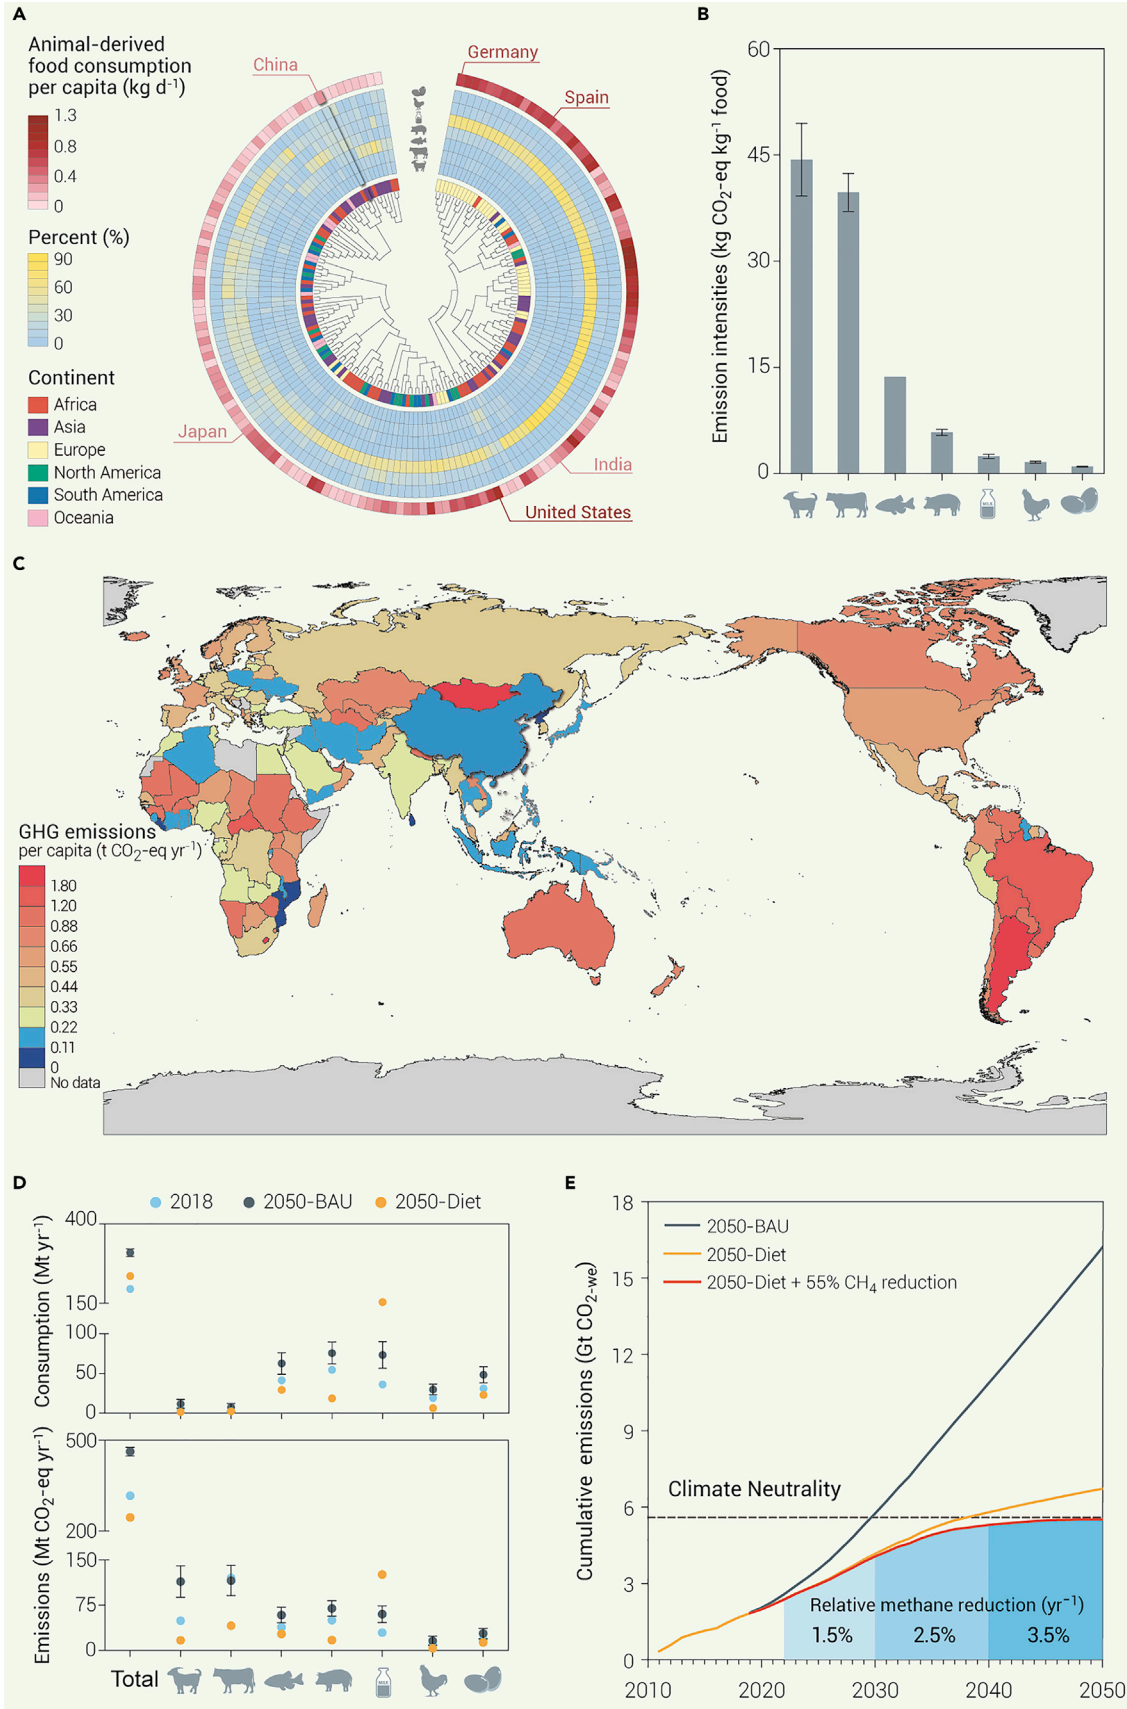 A
Animal-derived
food consumption
per capita (kg d⁻¹)
1.3
0.8
0.4
0
Percent (%)
90
60
30
0
Continent
Africa
Asia
Europe
North America
South America
Oceania
China
Germany
Spain
Japan
India
United States
B
Emission intensities (kg CO₂-eq kg⁻¹ food)
60
45
30
15
0
MILK
C
GHG emissions
per capita (t CO₂-eq yr⁻¹)
1.80
1.20
0.88
0.66
0.55
0.44
0.33
0.22
0.11
0
No data
D
2018
2050-BAU
2050-Diet
Consumption (Mt yr⁻¹)
400
150
100
50
0
Emissions (Mt CO₂-eq yr⁻¹)
500
200
150
75
0
Total
MILK
E
Cumulative emissions (Gt CO₂-we)
18
15
12
9
6
3
0
2050-BAU
2050-Diet
2050-Diet + 55% CH₄ reduction
Climate Neutrality
Relative methane reduction (yr⁻¹)
1.5%
2.5%
3.5%
2010
2020
2030
2040
2050